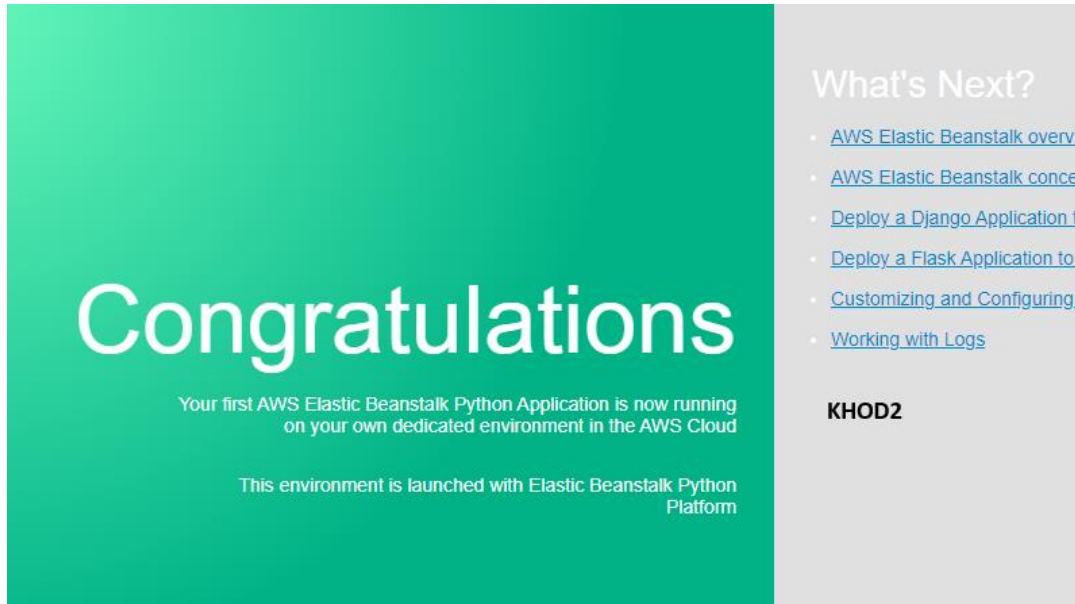 Congratulations
Your first AWS Elastic Beanstalk Python Application is now running
on your own dedicated environment in the AWS Cloud
This environment is launched with Elastic Beanstalk Python
Platform
What's Next?
AWS Elastic Beanstalk overv
AWS Elastic Beanstalk conce
Deploy a Django Application
Deploy a Flask Application to
Customizing and Configuring
Working with Logs
KHOD2